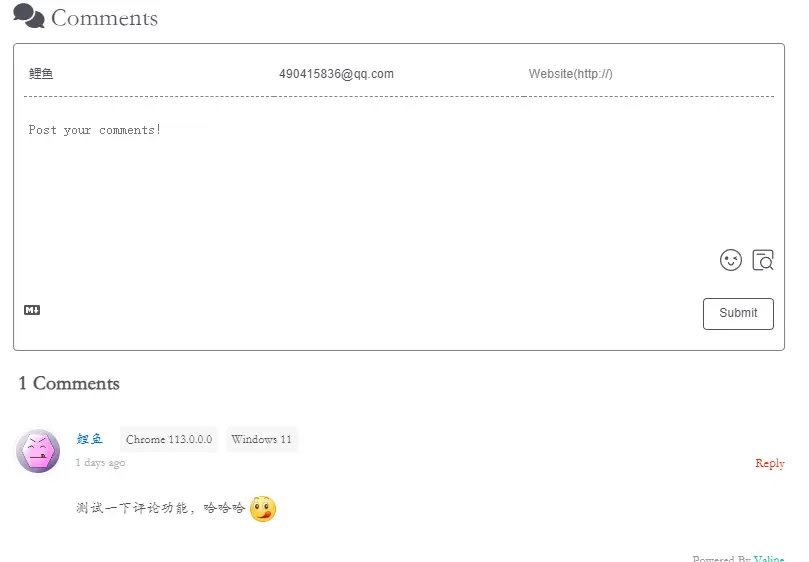 Comments
鲤鱼 490415836@qq.com Website(http://)
Post your comments!
M↓
Submit
1 Comments
鲤鱼 Chrome 113.0.0.0 Windows 11
1 days ago Reply
测试一下评论功能，哈哈哈
Powered By Valine